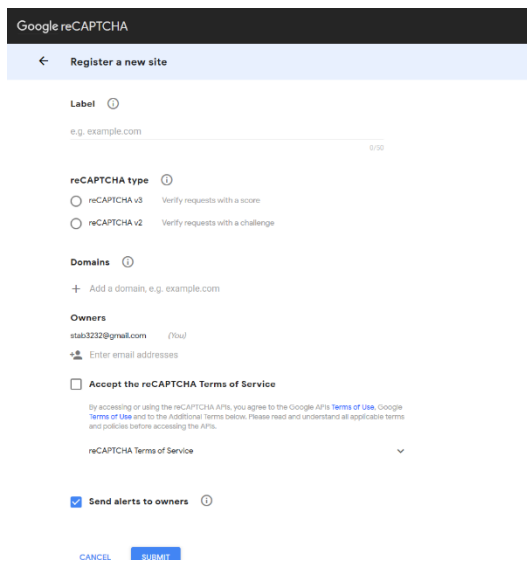 Google reCAPTCHA
Register a new site
Label
e.g. example.com
0/50
reCAPTCHA type
reCAPTCHA v3 Verify requests with a score
reCAPTCHA v2 Verify requests with a challenge
Domains
Add a domain, e.g. example.com
Owners
stab3232@gmail.com (You)
Enter email addresses
Accept the reCAPTCHA Terms of Service
By accessing or using the reCAPTCHA APIs, you agree to the Google APIs Terms of Use, Google
Terms of Use and to the Additional Terms below. Please read and understand all applicable terms
and policies before accessing the APIs.
reCAPTCHA Terms of Service
Send alerts to owners
CANCEL SUBMIT